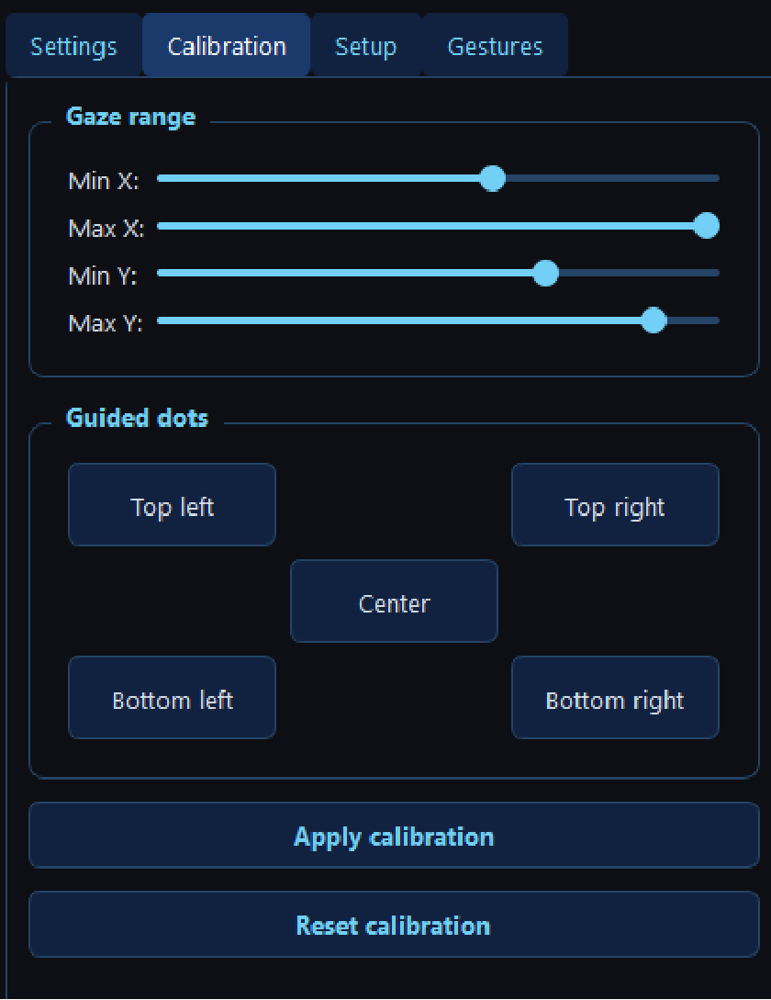 Settings Calibration Setup Gestures
Gaze range
Min X:
Max X:
Min Y:
Max Y:
Guided dots
Top left Top right
Center
Bottom left Bottom right
Apply calibration
Reset calibration